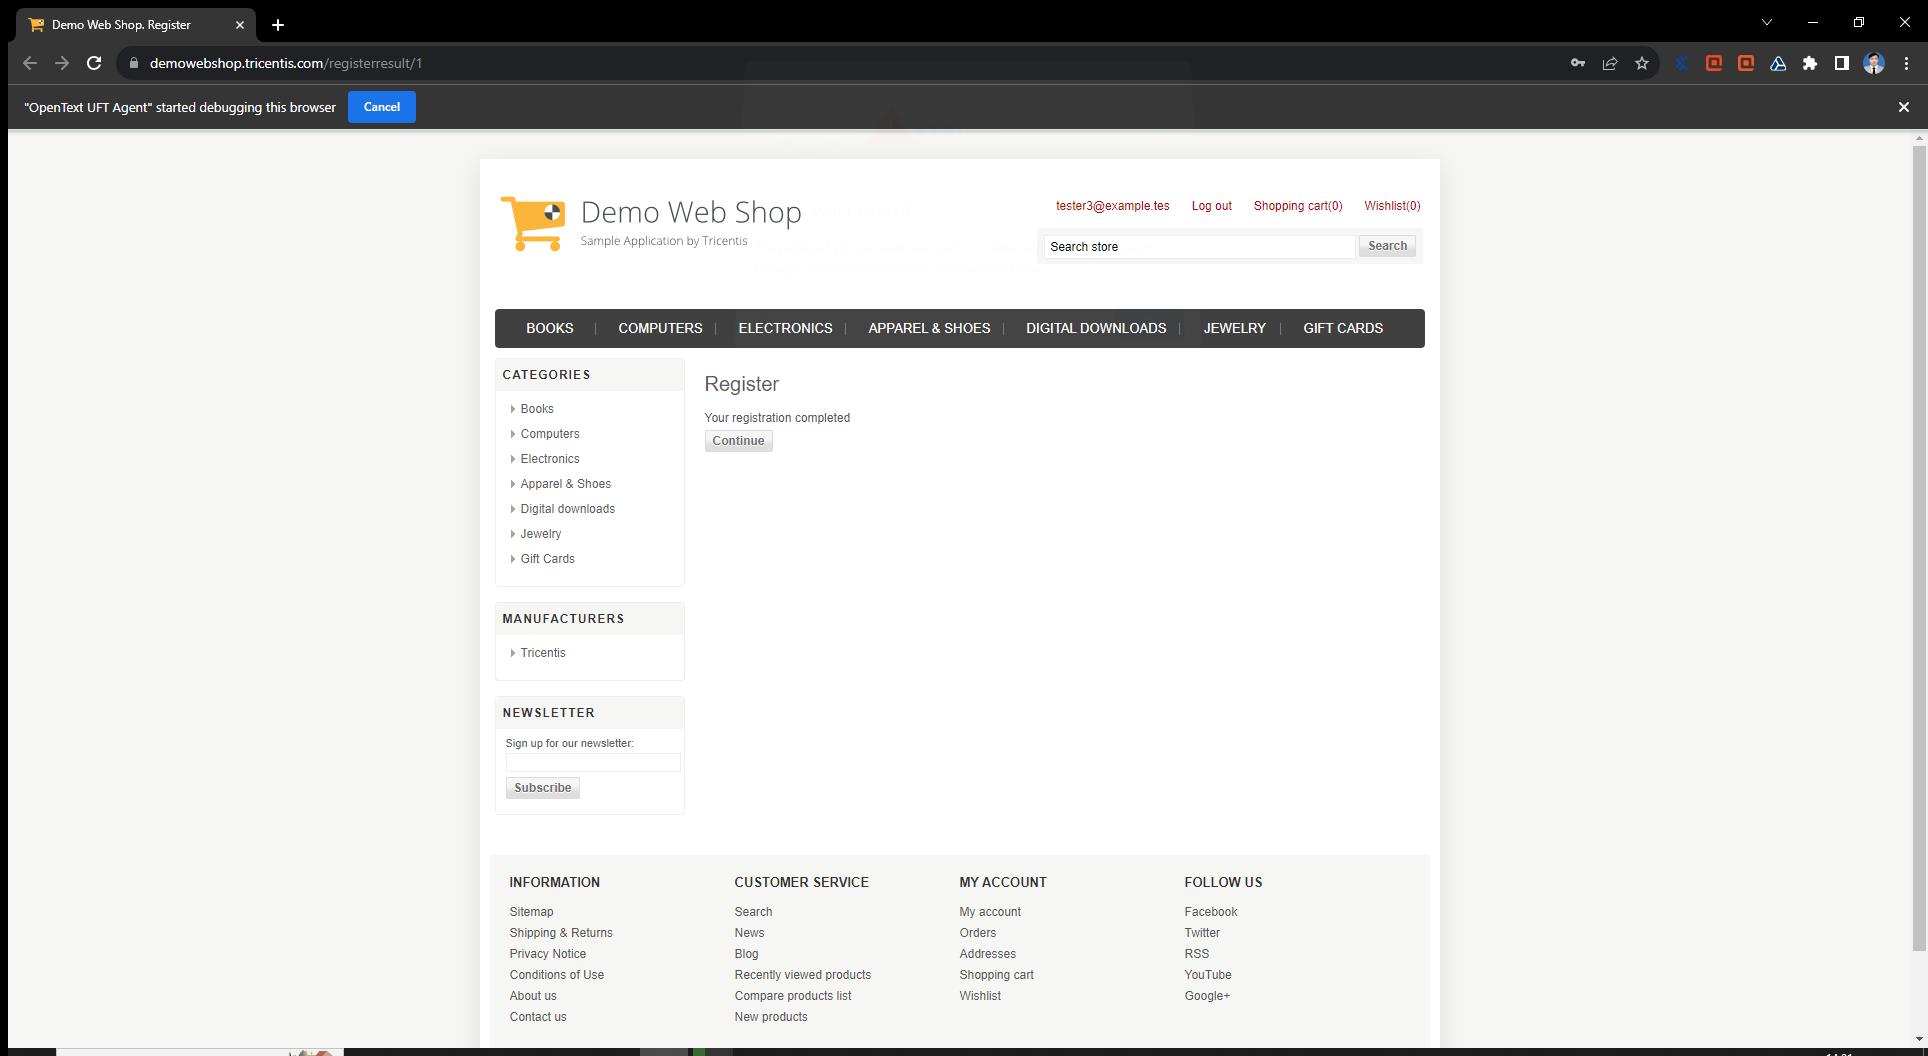 Demo Web Shop. Register
demowebshop.tricentis.com/registerresult/1
"OpenText UFT Agent" started debugging this browser Cancel
Demo Web Shop
Sample Application by Tricentis
tester3@example.tes Log out Shopping cart(0) Wishlist(0)
Search store Search
BOOKS COMPUTERS ELECTRONICS APPAREL & SHOES DIGITAL DOWNLOADS JEWELRY GIFT CARDS
CATEGORIES
Books
Computers
Electronics
Apparel & Shoes
Digital downloads
Jewelry
Gift Cards
Register
Your registration completed
Continue
MANUFACTURERS
Tricentis
NEWSLETTER
Sign up for our newsletter:
Subscribe
INFORMATION
Sitemap
Shipping & Returns
Privacy Notice
Conditions of Use
About us
Contact us
CUSTOMER SERVICE
Search
News
Blog
Recently viewed products
Compare products list
New products
MY ACCOUNT
My account
Orders
Addresses
Shopping cart
Wishlist
FOLLOW US
Facebook
Twitter
RSS
YouTube
Google+